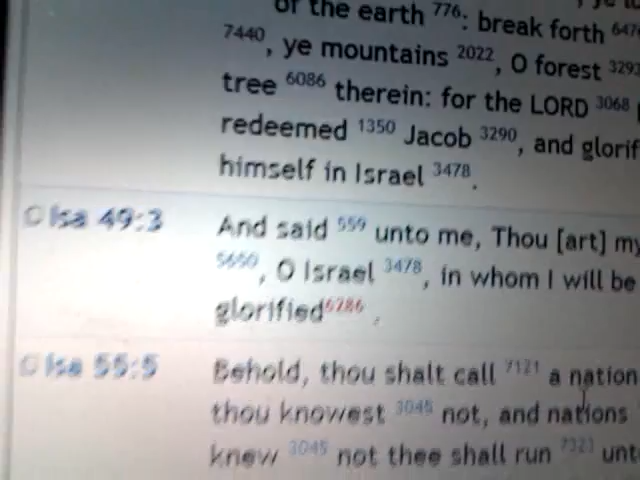 of the earth 776: break forth
7440, ye mountains 2022, O forest 3293
tree 6086 therein: for the LORD 3068
redeemed 1350 Jacob 3290, and glorif
himself in Israel 3478.
Isa 49:3 And said 559 unto me, Thou [art] my
5650, O Israel 3478, in whom I will be
glorified6286.
Isa 55:5 Behold, thou shalt call 7121 a nation
thou knowest 3045 not, and nations
knew 3045 not thee shall run 7323 unt